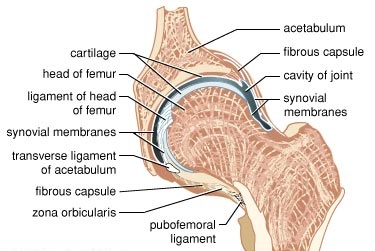 acetabulum
cartilage
fibrous capsule
head of femur
cavity of joint
ligament of head
of femur
synovial
membranes
synovial membranes
transverse ligament
of acetabulum
fibrous capsule
zona orbicularis
pubofemoral
ligament